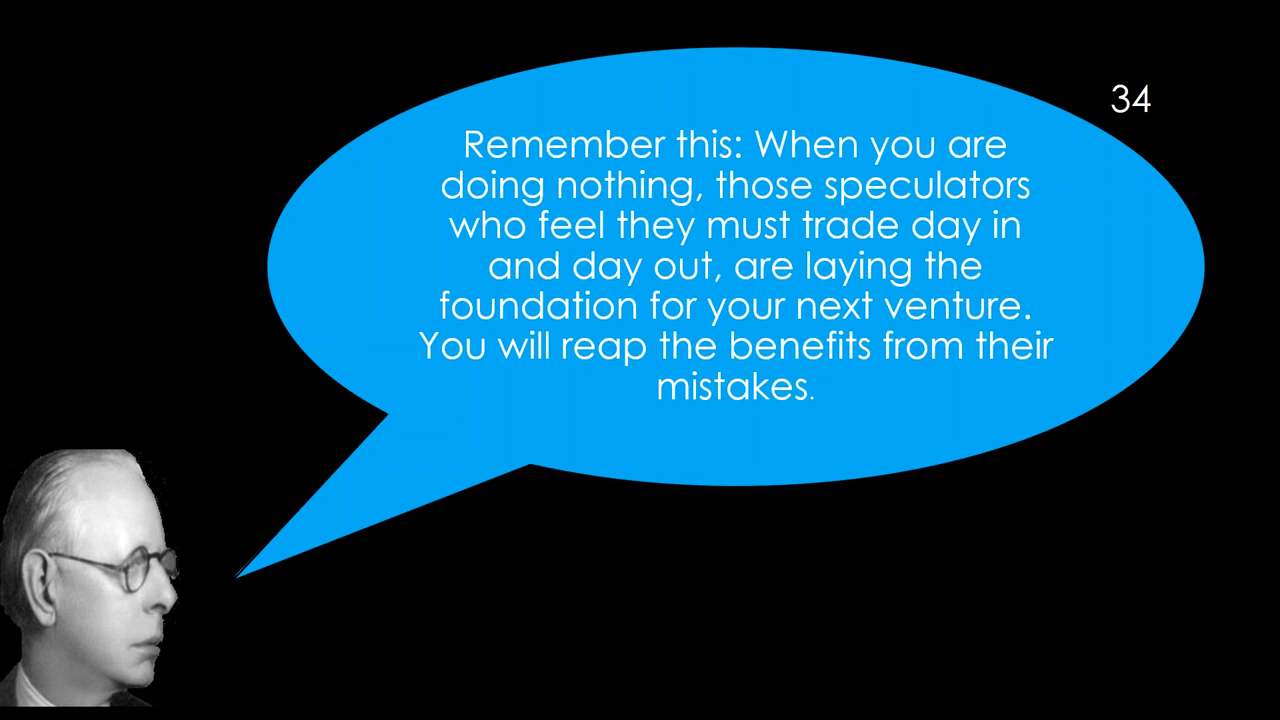 34
Remember this: When you are
doing nothing, those speculators
who feel they must trade day in
and day out, are laying the
foundation for your next venture.
You will reap the benefits from their
mistakes.